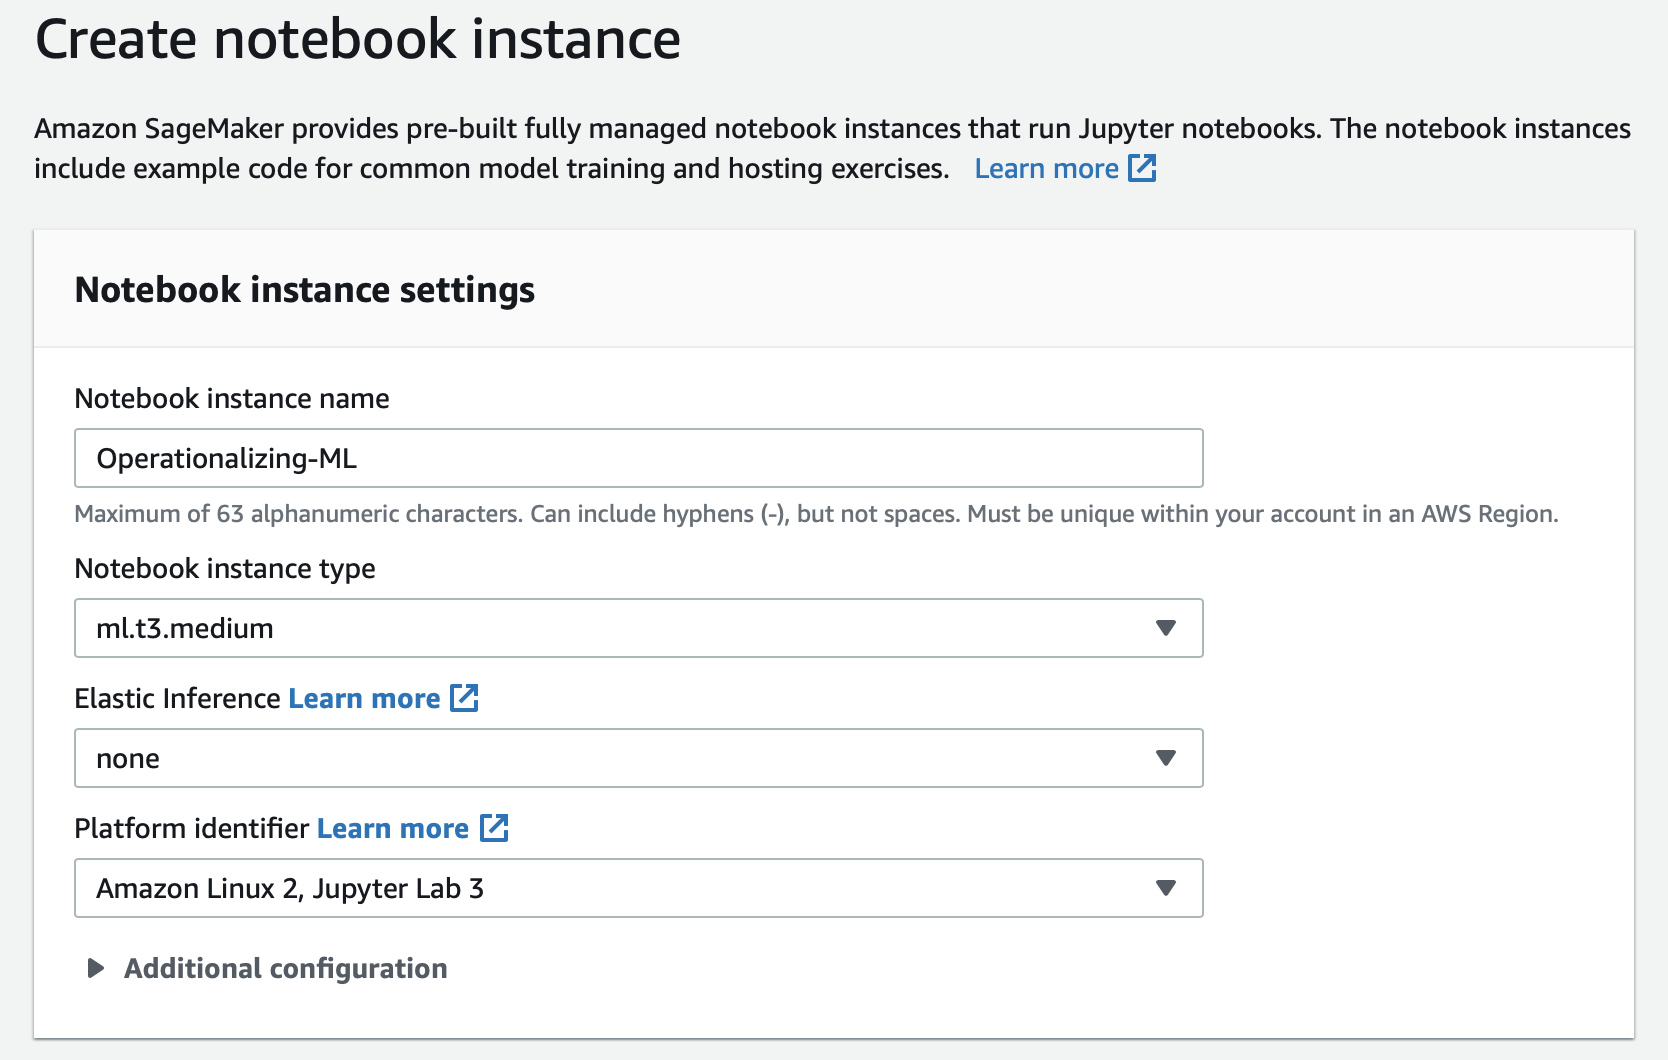 Create notebook instance
Amazon SageMaker provides pre-built fully managed notebook instances that run Jupyter notebooks. The notebook instances
include example code for common model training and hosting exercises. Learn more
Notebook instance settings
Notebook instance name
Operationalizing-ML
Maximum of 63 alphanumeric characters. Can include hyphens (-), but not spaces. Must be unique within your account in an AWS Region.
Notebook instance type
ml.t3.medium
Elastic Inference Learn more
none
Platform identifier Learn more
Amazon Linux 2, Jupyter Lab 3
Additional configuration